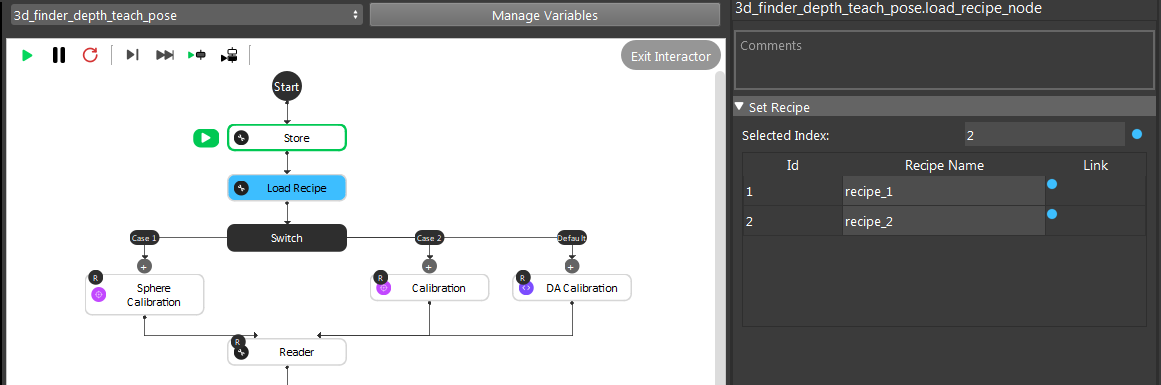 3d_finder_depth_teach_pose
Manage Variables
3d_finder_depth_teach_pose.load_recipe_node
Comments
Exit Interactor
Start
Store
Load Recipe
Switch
Case 1
Case 2
Default
R
Sphere
Calibration
R
Calibration
R
DA Calibration
R
Reader
Set Recipe
Selected Index:
2
Id
Recipe Name
Link
1
recipe_1
2
recipe_2